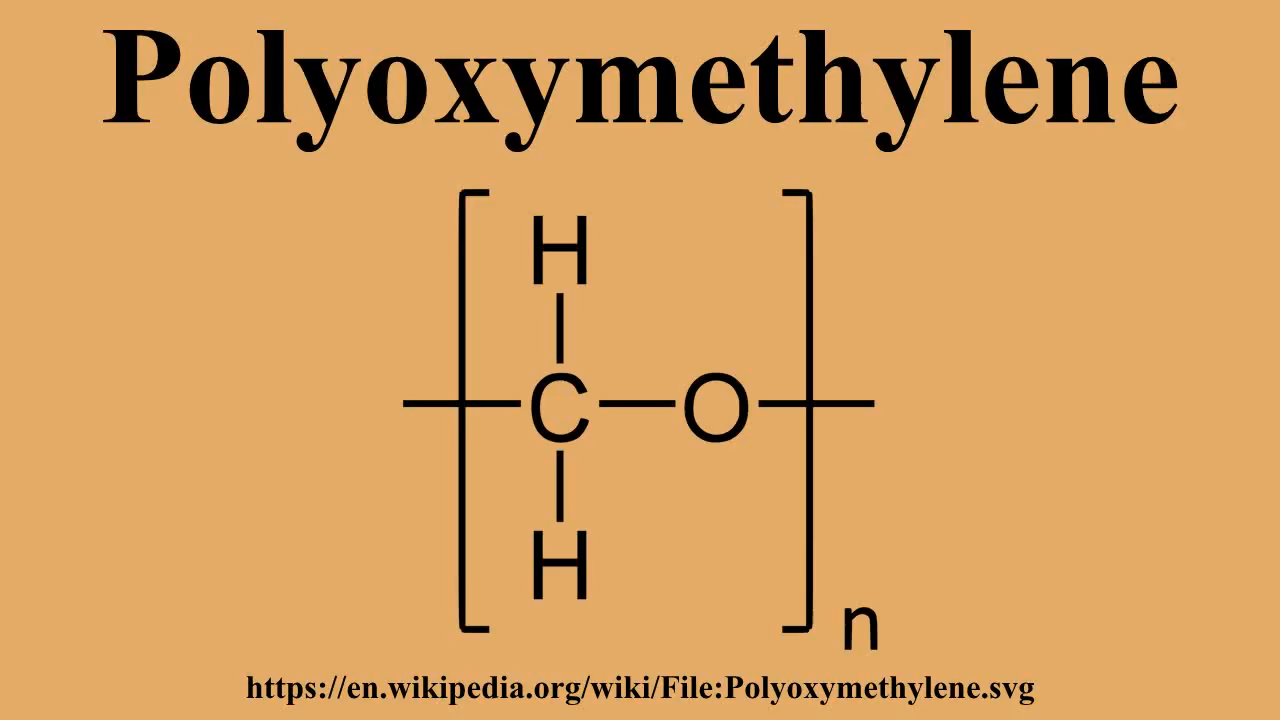 Polyoxymethylene
H
C O
H
n
https://en.wikipedia.org/wiki/File:Polyoxymethylene.svg